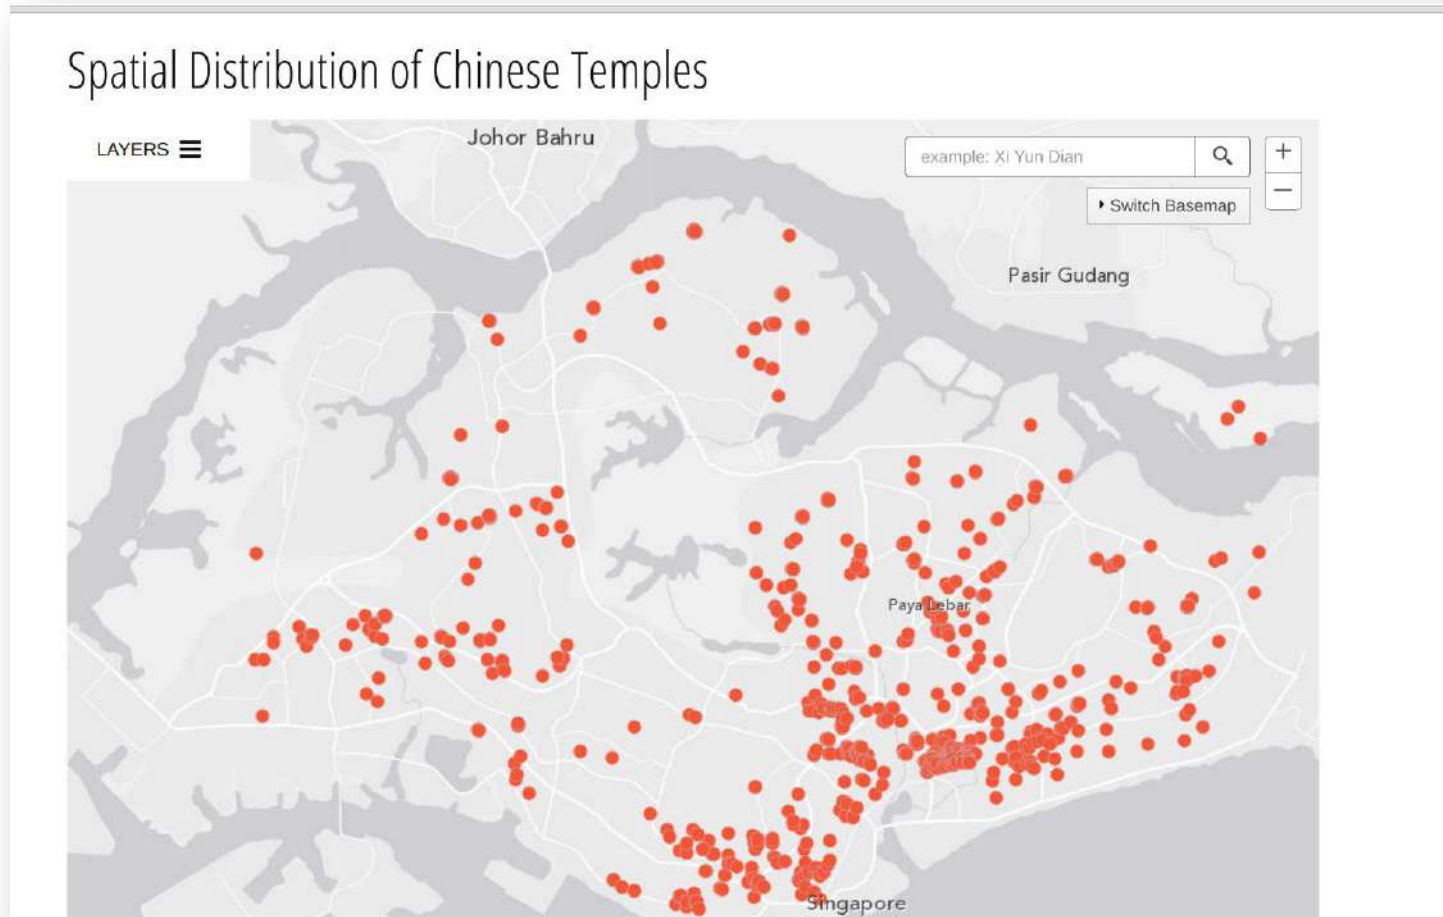 Spatial Distribution of Chinese Temples
LAYERS
Johor Bahru
example: Xi Yun Dian
+
−
Switch Basemap
Pasir Gudang
Paya Lebar
Singapore